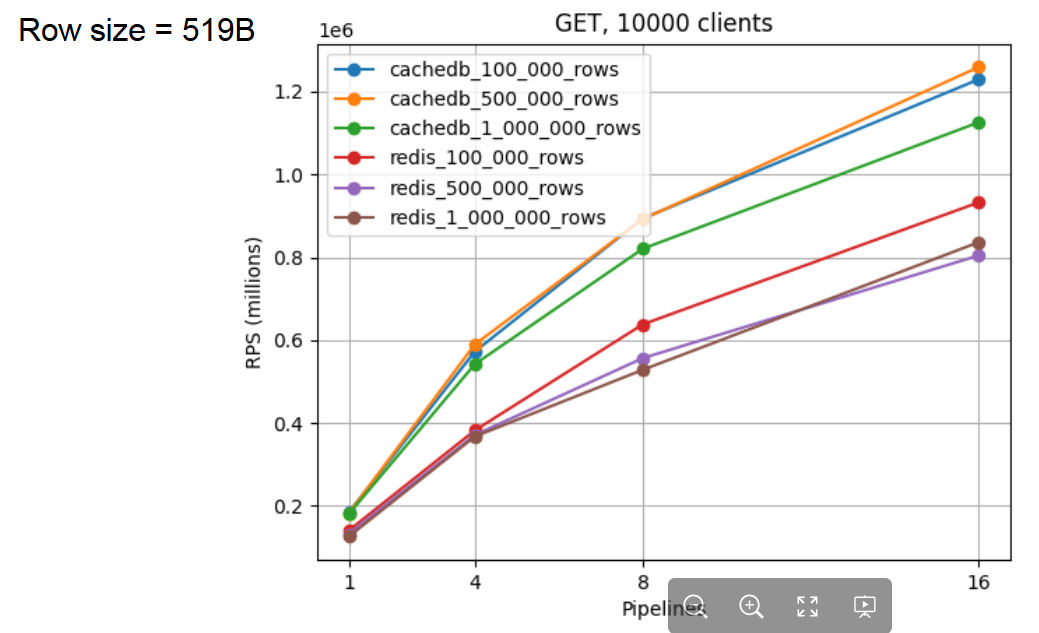 Row size = 519B
1e6
GET, 10000 clients
cachedb_100_000_rows
cachedb_500_000_rows
cachedb_1_000_000_rows
redis_100_000_rows
redis_500_000_rows
redis_1_000_000_rows
RPS (millions)
1.2
1.0
0.8
0.6
0.4
0.2
1 4 8 16
Pipelines